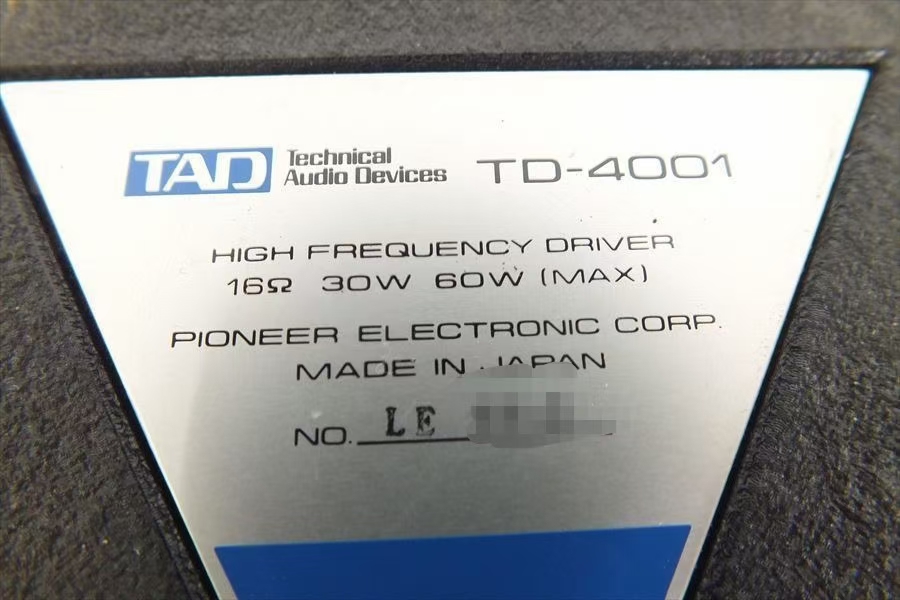 TAD Technical Audio Devices TD-4001
HIGH FREQUENCY DRIVER
16Ω 30W 60W (MAX)
PIONEER ELECTRONIC CORP.
MADE IN JAPAN
NO. LE